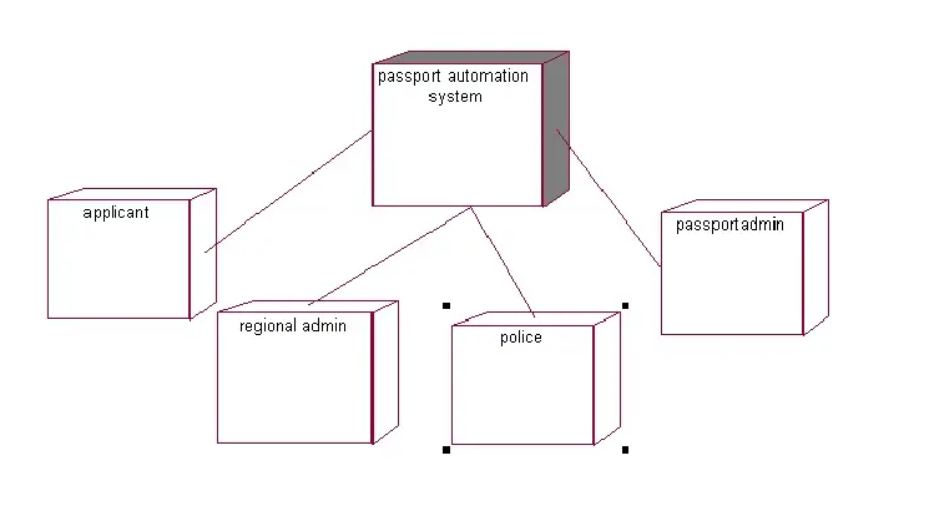 passport automation
system
applicant
passportadmin
regional admin
police